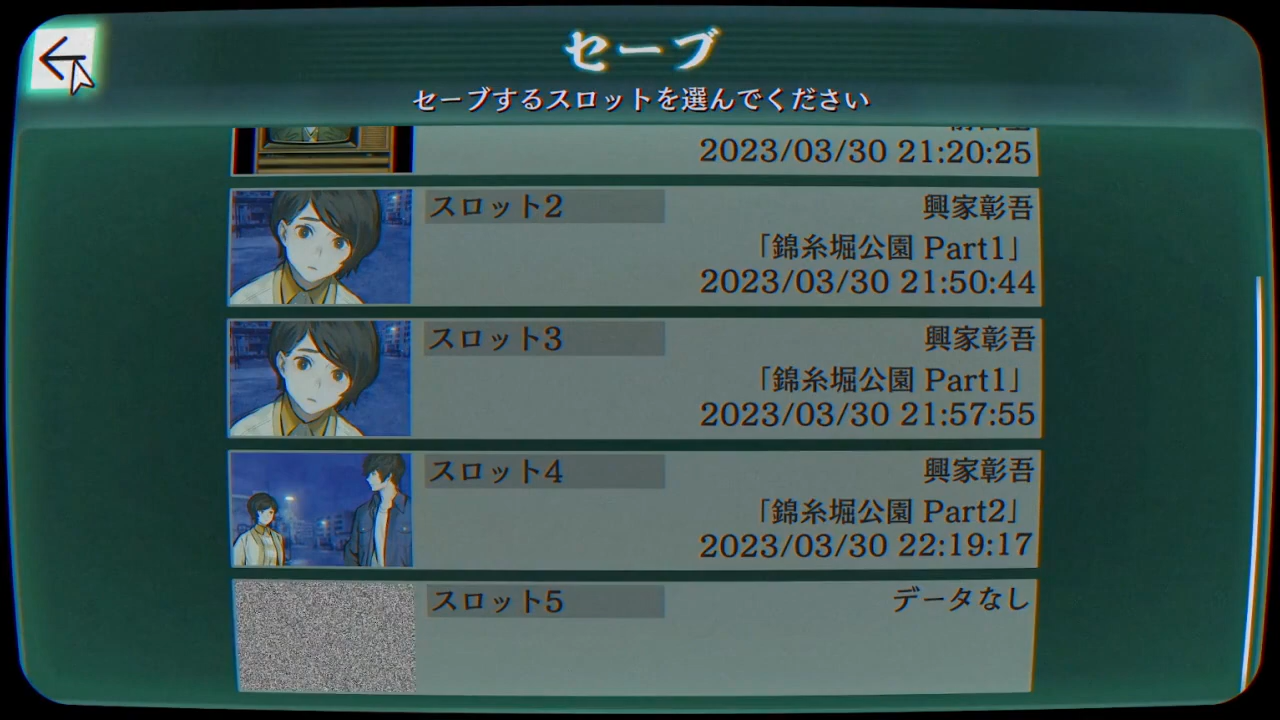 セーブ
セーブするスロットを選んでください
2023/03/30 21:20:25
スロット2
興家彰吾
「錦糸堀公園 Part1」
2023/03/30 21:50:44
スロット3
興家彰吾
「錦糸堀公園 Part1」
2023/03/30 21:57:55
スロット4
興家彰吾
「錦糸堀公園 Part2」
2023/03/30 22:19:17
スロット5
データなし